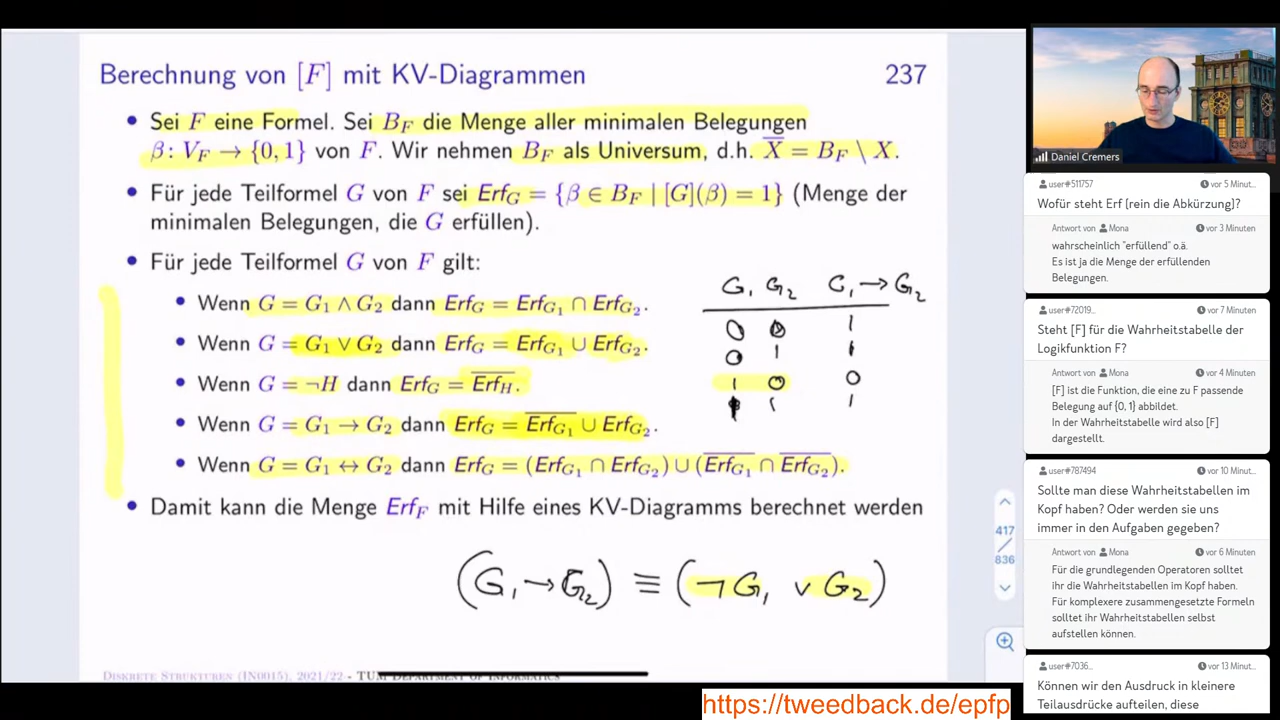 Berechnung von [F] mit KV-Diagrammen 237
• Sei F eine Formel. Sei B_F die Menge aller minimalen Belegungen
β: V_F → {0, 1} von F. Wir nehmen B_F als Universum, d.h. X̅ = B_F \ X.
• Für jede Teilformel G von F sei Erf_G = {β ∈ B_F | [G](β) = 1} (Menge der
minimalen Belegungen, die G erfüllen).
• Für jede Teilformel G von F gilt:
• Wenn G = G₁ ∧ G₂ dann Erf_G = Erf_G₁ ∩ Erf_G₂.
• Wenn G = G₁ ∨ G₂ dann Erf_G = Erf_G₁ ∪ Erf_G₂.
• Wenn G = ¬H dann Erf_G = \overline{Erf_H}.
• Wenn G = G₁ → G₂ dann Erf_G = \overline{Erf_G₁} ∪ Erf_G₂.
• Wenn G = G₁ ↔ G₂ dann Erf_G = (Erf_G₁ ∩ Erf_G₂) ∪ (\overline{Erf_G₁} ∩ \overline{Erf_G₂}).
• Damit kann die Menge Erf_F mit Hilfe eines KV-Diagramms berechnet werden
G₁ G₂ G₁ → G₂
0 0 1
0 1 1
1 0 0
1 1 1
(G₁ → G₂) ≡ (¬G₁ ∨ G₂)
DISKRETE STRUKTUREN (IN0015), 2021/22 - TUM DEPARTMENT OF INFORMATICS
417
/
836
Daniel Cremers
user#511757 vor 5 Minut...
Wofür steht Erf (rein die Abkürzung)?
Antwort von Mona vor 3 Minuten
wahrscheinlich "erfüllend" o.ä.
Es ist ja die Menge der erfüllenden
Belegungen.
user#72019... vor 7 Minut...
Steht [F] für die Wahrheitstabelle der
Logikfunktion F?
Antwort von Mona vor 4 Minuten
[F] ist die Funktion, die eine zu F passende
Belegung auf {0, 1} abbildet.
In der Wahrheitstabelle wird also [F]
dargestellt.
user#787494 vor 10 Minut...
Sollte man diese Wahrheitstabellen im
Kopf haben? Oder werden sie uns
immer in den Aufgaben gegeben?
Antwort von Mona vor 6 Minuten
Für die grundlegenden Operatoren solltet
ihr die Wahrheitstabellen im Kopf haben.
Für komplexere zusammengesetzte Formeln
solltet ihr Wahrheitstabellen selbst
aufstellen können.
user#7036... vor 13 Minut...
Können wir den Ausdruck in kleinere
Teilausdrücke aufteilen, diese
https://tweedback.de/epfp